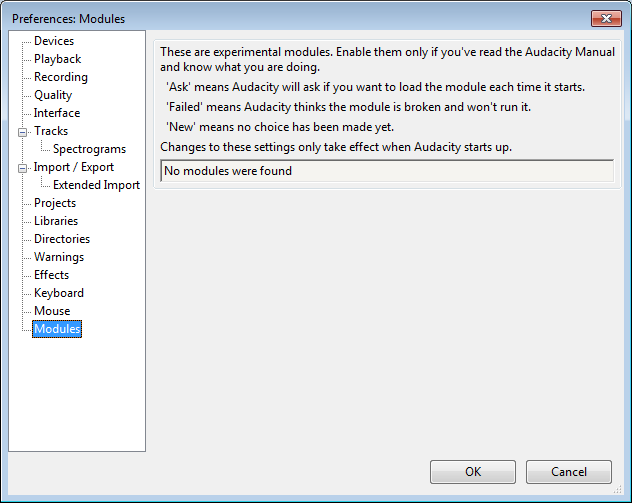 Preferences: Modules
Devices
Playback
Recording
Quality
Interface
Tracks
Spectrograms
Import / Export
Extended Import
Projects
Libraries
Directories
Warnings
Effects
Keyboard
Mouse
Modules
These are experimental modules. Enable them only if you've read the Audacity Manual
and know what you are doing.
'Ask' means Audacity will ask if you want to load the module each time it starts.
'Failed' means Audacity thinks the module is broken and won't run it.
'New' means no choice has been made yet.
Changes to these settings only take effect when Audacity starts up.
No modules were found
OK
Cancel